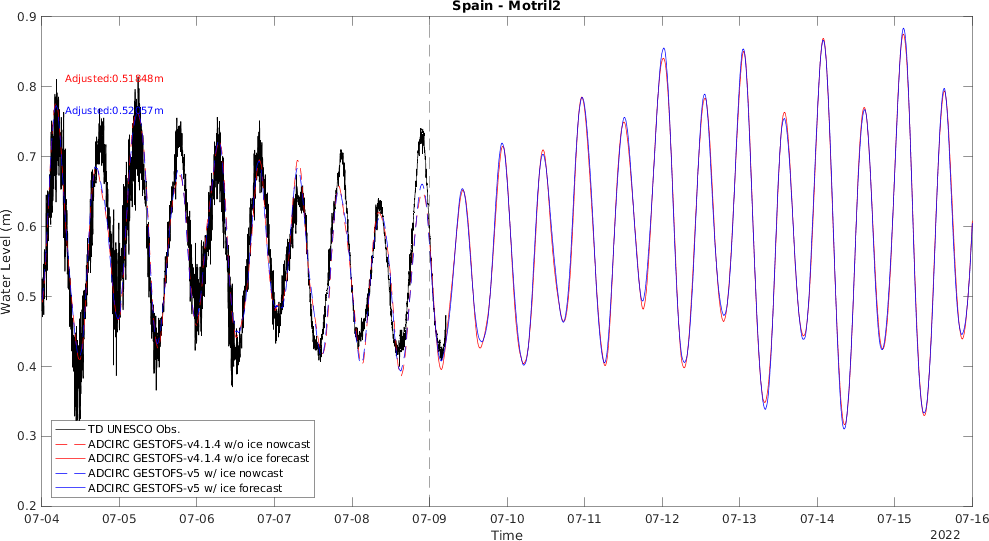 Spain - Motril2
0.9
0.8
0.7
0.6
0.5
0.4
0.3
0.2
Water Level (m)
Adjusted:0.51848m
TD UNESCO Obs.
ADCIRC GESTOFS-v4.1.4 w/o ice nowcast
ADCIRC GESTOFS-v4.1.4 w/o ice forecast
ADCIRC GESTOFS-v5 w/ ice nowcast
ADCIRC GESTOFS-v5 w/ ice forecast
07-04 07-05 07-06 07-07 07-08 07-09 07-10 07-11 07-12 07-13 07-14 07-15 07-16
Time
2022